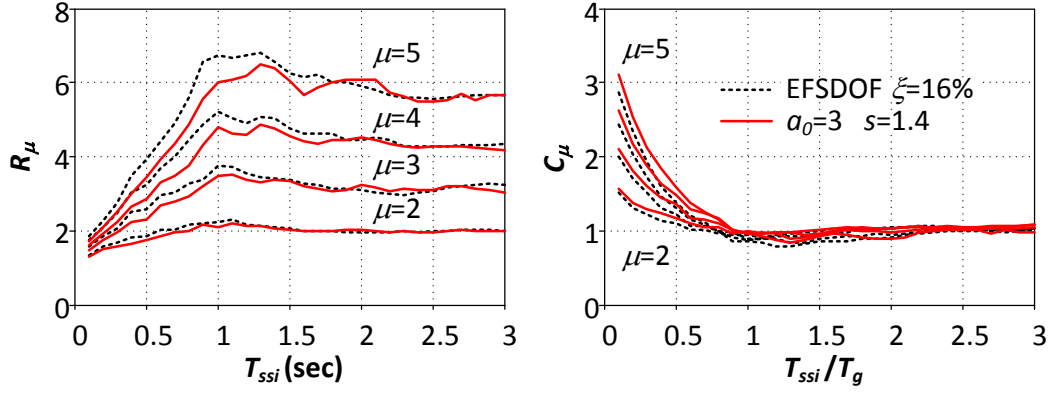 8
6
4
2
0
R_μ
μ=5
μ=4
μ=3
μ=2
0 0.5 1 1.5 2 2.5 3
T_ssi (sec)
4
3
2
1
0
C_μ
μ=5
EFSDOF ξ=16%
a_0=3 s=1.4
μ=2
0 0.5 1 1.5 2 2.5 3
T_ssi/T_g